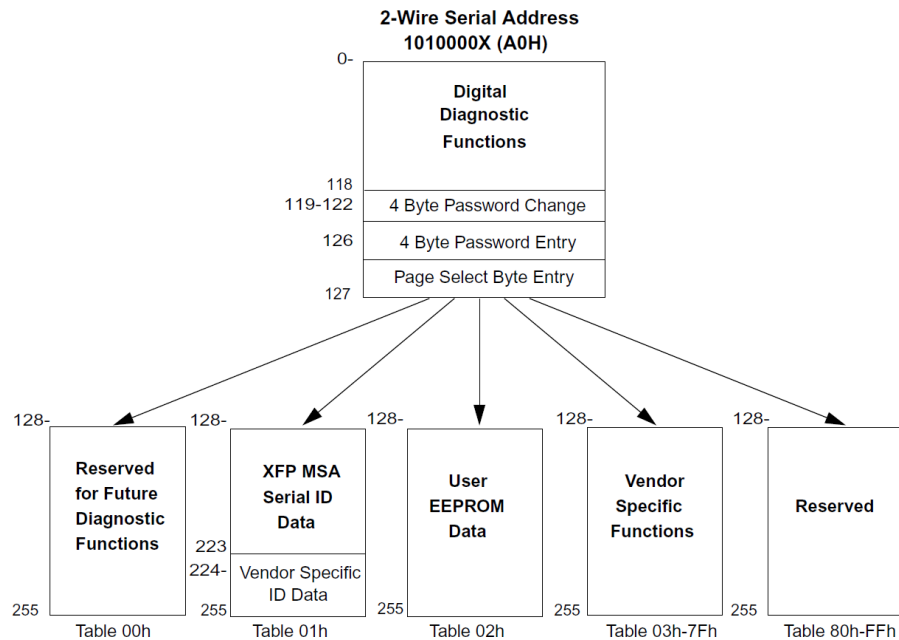 2-Wire Serial Address
1010000X (A0H)
0-
Digital
Diagnostic
Functions
118
119-122
4 Byte Password Change
126
4 Byte Password Entry
Page Select Byte Entry
127
128-
128-
128-
128-
128-
Reserved
for Future
Diagnostic
Functions
XFP MSA
Serial ID
Data
User
EEPROM
Data
Vendor
Specific
Functions
Reserved
223
224-
Vendor Specific
ID Data
255
255
255
255
255
Table 00h
Table 01h
Table 02h
Table 03h-7Fh
Table 80h-FFh